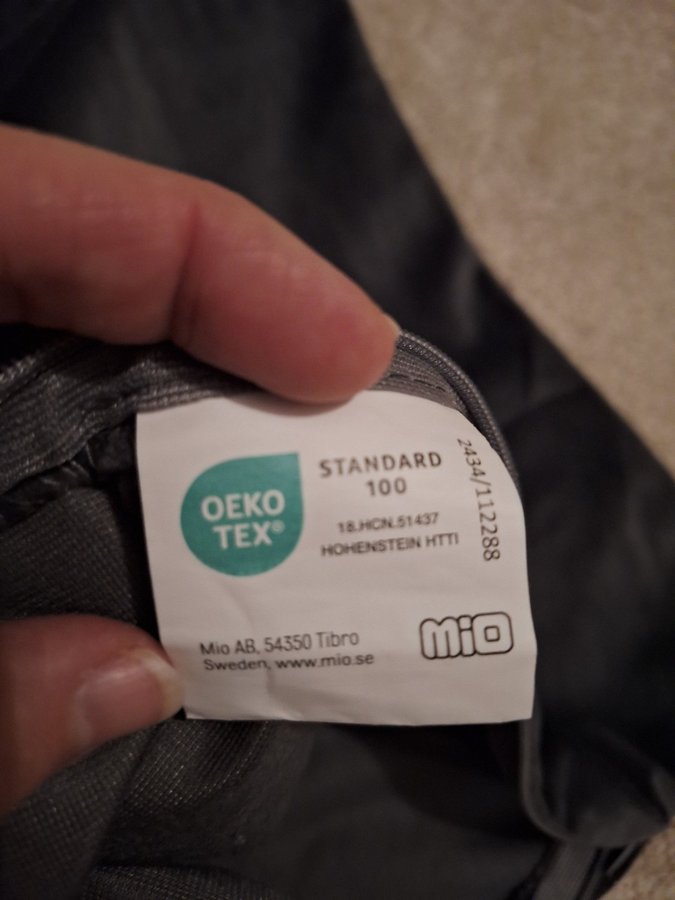 OEKO
TEX®
STANDARD
100
18.HCN.51437
HOHENSTEIN HTTI
2434/112288
Mio AB, 54350 Tibro
Sweden, www.mio.se
MIO